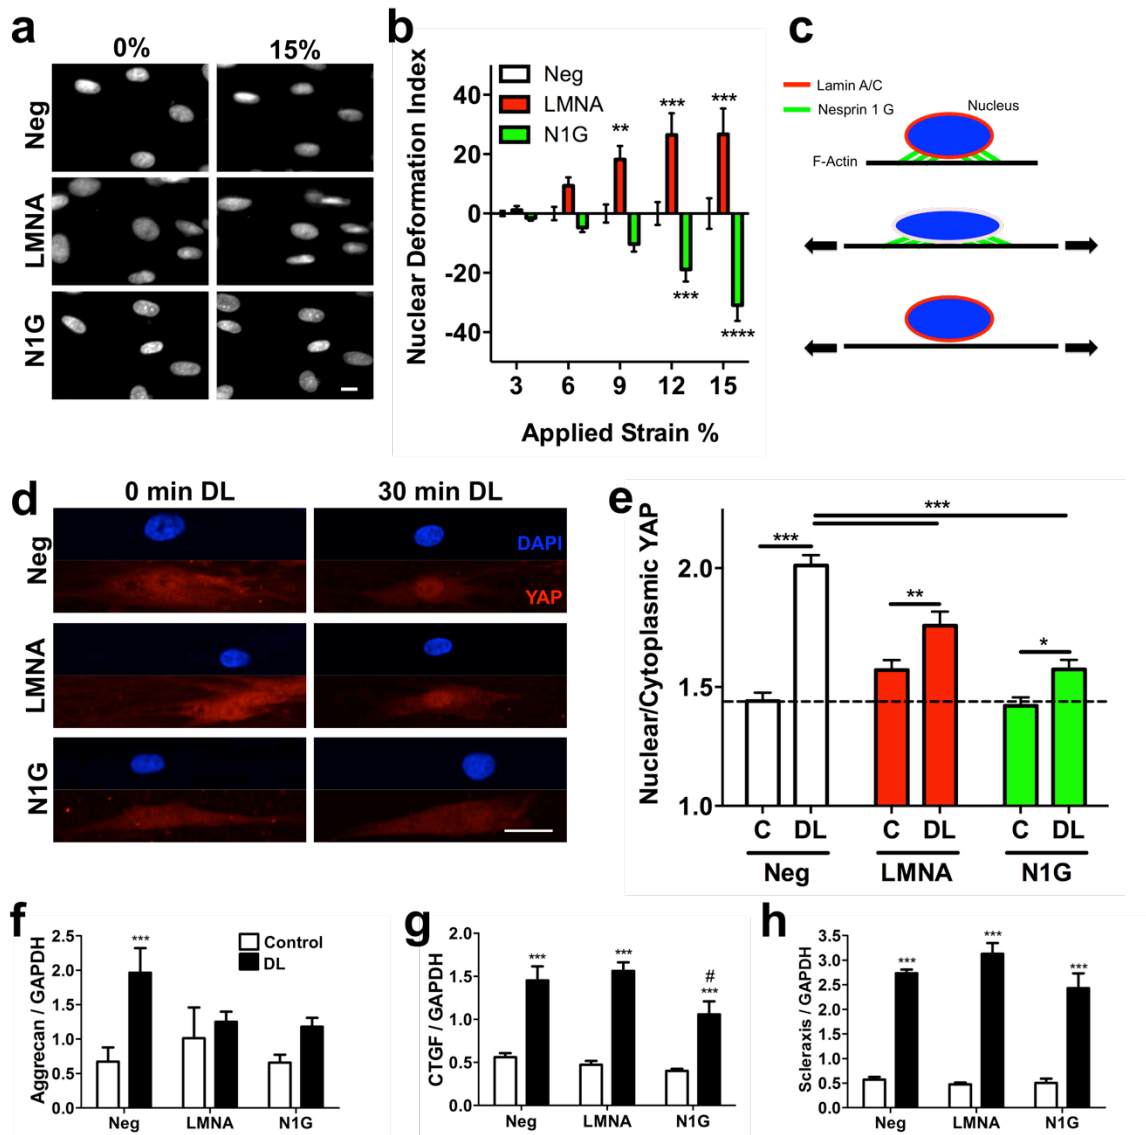 a
0%
15%
Neg
LMNA
N1G
b
Nuclear Deformation Index
40
20
0
-20
-40
Neg
LMNA
N1G
**
***
***
***
****
3 6 9 12 15
Applied Strain %
c
Lamin A/C
Nesprin 1 G
Nucleus
F-Actin
d
0 min DL
30 min DL
Neg
LMNA
N1G
DAPI
YAP
e
Nuclear/Cytoplasmic YAP
2.0
1.5
1.0
***
***
**
*
C DL C DL C DL
Neg LMNA N1G
f
Aggrecan / GAPDH
2.5
2.0
1.5
1.0
0.5
0.0
***
Control
DL
Neg LMNA N1G
g
CTGF / GAPDH
2.0
1.5
1.0
0.5
0.0
***
***
#
***
Neg LMNA N1G
h
Scleraxis / GAPDH
3.5
3.0
2.5
2.0
1.5
1.0
0.5
0.0
***
***
***
Neg LMNA N1G